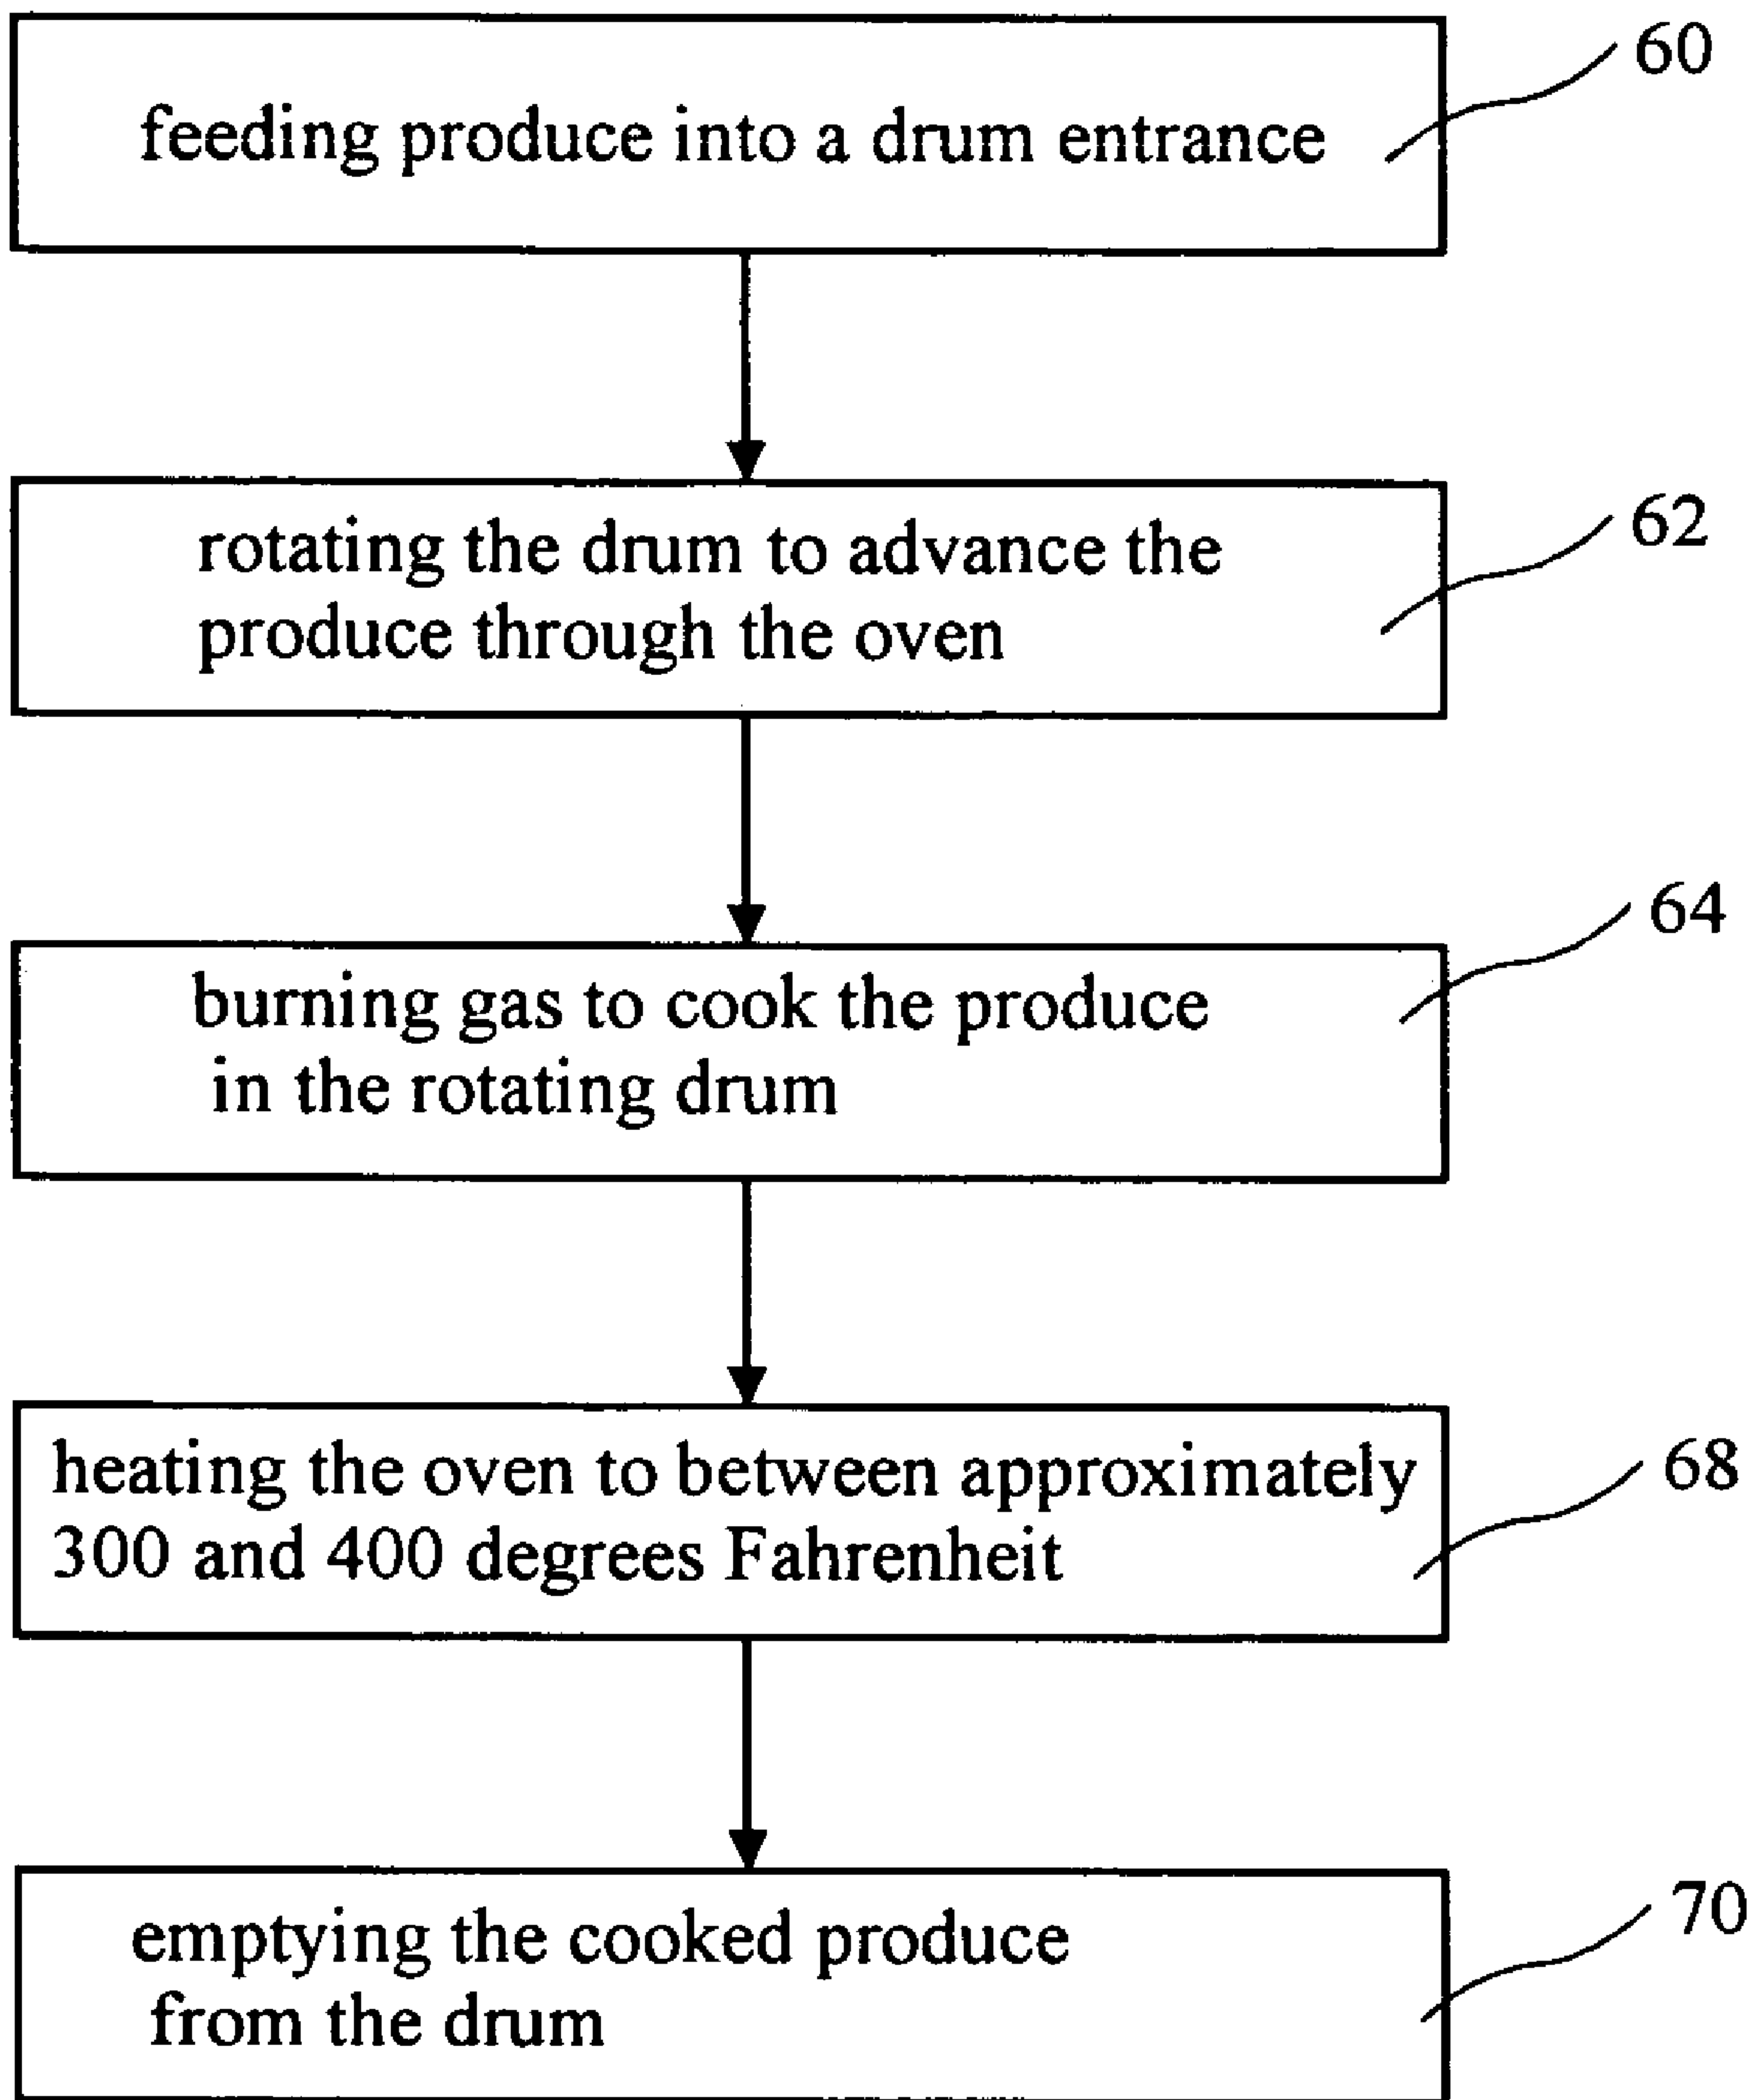 60
feeding produce into a drum entrance
62
rotating the drum to advance the
produce through the oven
64
burning gas to cook the produce
in the rotating drum
68
heating the oven to between approximately
300 and 400 degrees Fahrenheit
70
emptying the cooked produce
from the drum